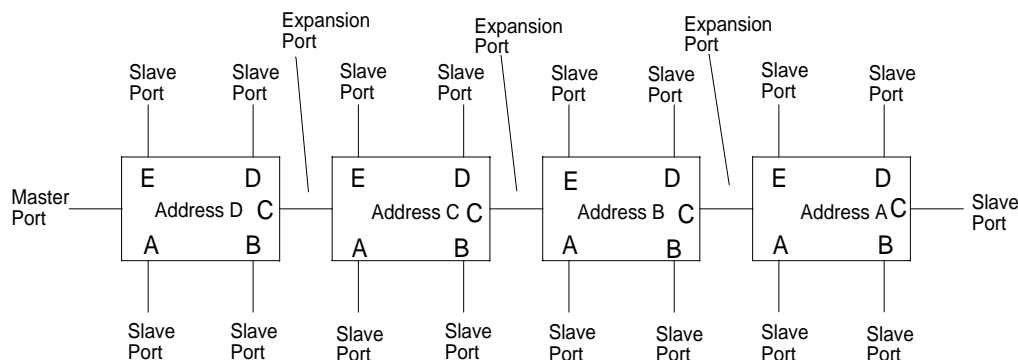 Expansion
Port
Expansion
Port
Expansion
Port
Slave
Port
Slave
Port
Slave
Port
Slave
Port
Slave
Port
Slave
Port
Slave
Port
Slave
Port
Master
Port
E
D
Address D
C
A
B
E
D
Address C
C
A
B
E
D
Address B
C
A
B
E
D
Address A
C
A
B
Slave
Port
Slave
Port
Slave
Port
Slave
Port
Slave
Port
Slave
Port
Slave
Port
Slave
Port
Slave
Port